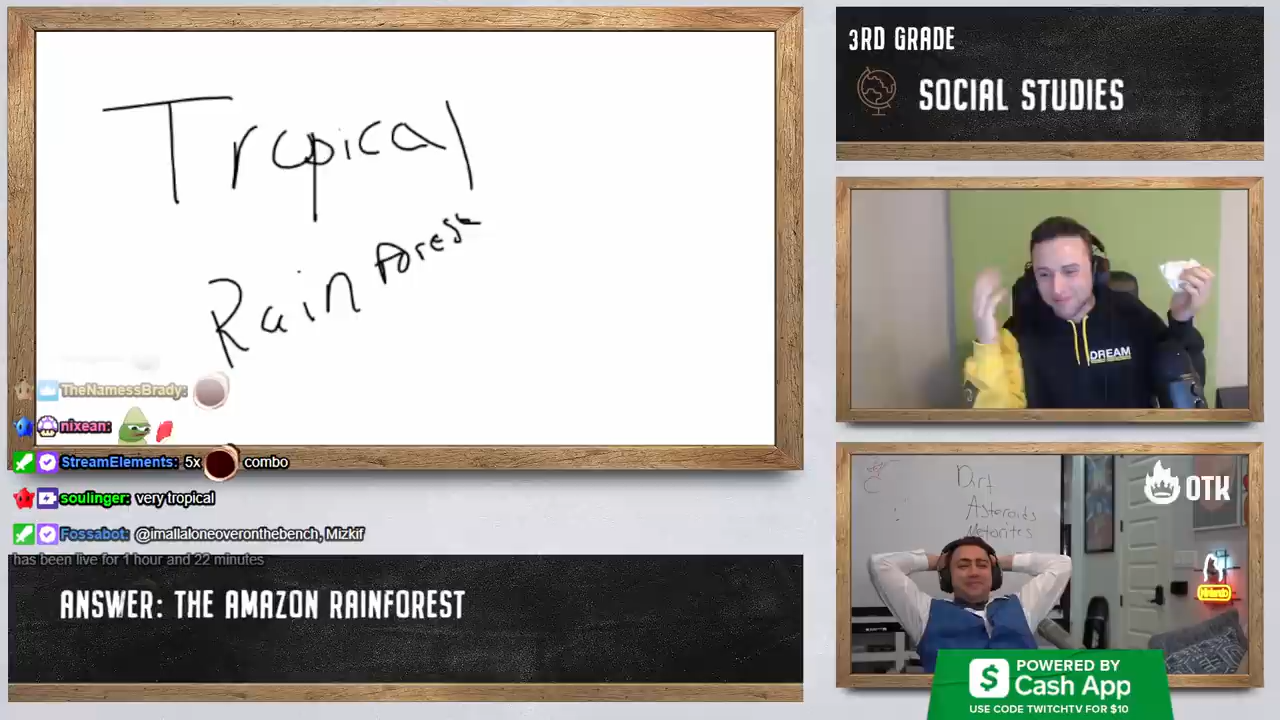 Tropical
Rain forest
TheNamessBrady:
nixean:
StreamElements: 5x combo
soulinger: very tropical
Fossabot: @imallaloneoveronthebench, Mizkif
has been live for 1 hour and 22 minutes
ANSWER: THE AMAZON RAINFOREST
3RD GRADE
SOCIAL STUDIES
DREAM
Dirt
Asteroids
Metorites
OTK
Nintendo
POWERED BY
Cash App
USE CODE TWITCHTV FOR $10